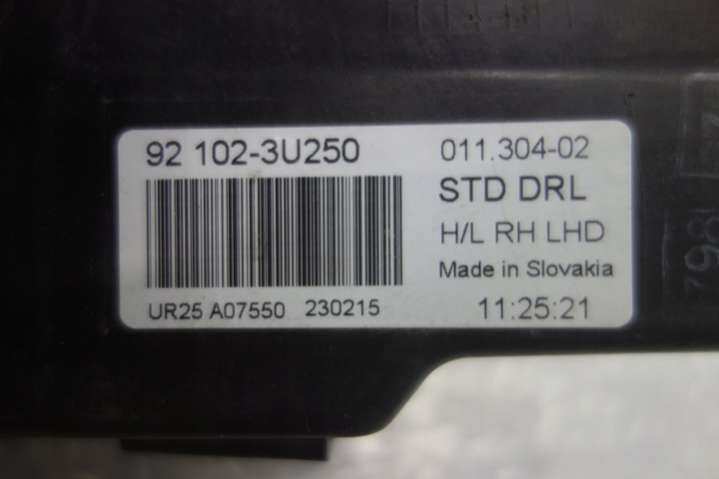 92 102-3U250
011.304-02
STD DRL
H/L RH LHD
Made in Slovakia
UR25 A07550 230215
11:25:21